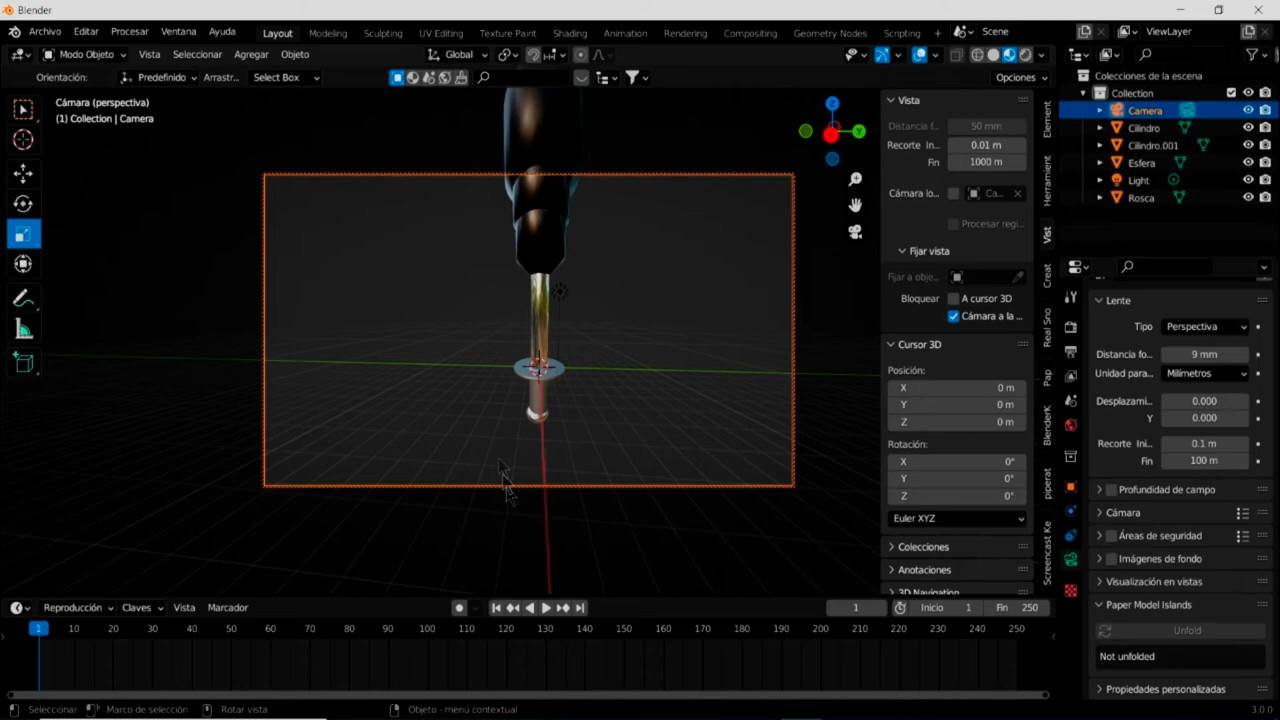 Blender
Archivo Editar Procesar Ventana Ayuda Layout Modeling Sculpting UV Editing Texture Paint Shading Animation Rendering Compositing Geometry Nodes Scripting + Scene ViewLayer
Modo Objeto Vista Seleccionar Agregar Objeto Global
Orientación: Predefinido Arrastr... Select Box Opciones
Colecciones de la escena
Collection
Camera
Cilindro
Cilindro.001
Esfera
Light
Rosca
Cámara (perspectiva)
(1) Collection | Camera
Z
Y
Vista
Distancia f... 50 mm
Recorte Ini... 0.01 m
Fin 1000 m
Cámara lo... Ca...
Procesar regi...
Fijar vista
Fijar a obje...
Bloquear A cursor 3D
Cámara a la ...
Cursor 3D
Posición:
X 0 m
Y 0 m
Z 0 m
Rotación:
X 0°
Y 0°
Z 0°
Euler XYZ
Colecciones
Anotaciones
3D Navigation
Element
Herramient
Vist
Creat
Real Sno
Pap
BlenderK
piperat
Screencast Ke
Lente
Tipo Perspectiva
Distancia fo... 9 mm
Unidad para... Milímetros
Desplazami... 0.000
Y 0.000
Recorte Ini... 0.1 m
Fin 100 m
Profundidad de campo
Cámara
Áreas de seguridad
Imágenes de fondo
Visualización en vistas
Paper Model Islands
Unfold
Not unfolded
Propiedades personalizadas
Reproducción Claves Vista Marcador 1 Inicio 1 Fin 250
1 10 20 30 40 50 60 70 80 90 100 110 120 130 140 150 160 170 180 190 200 210 220 230 240 250
Seleccionar Marco de selección Rotar vista Objeto - menú contextual 3.0.0